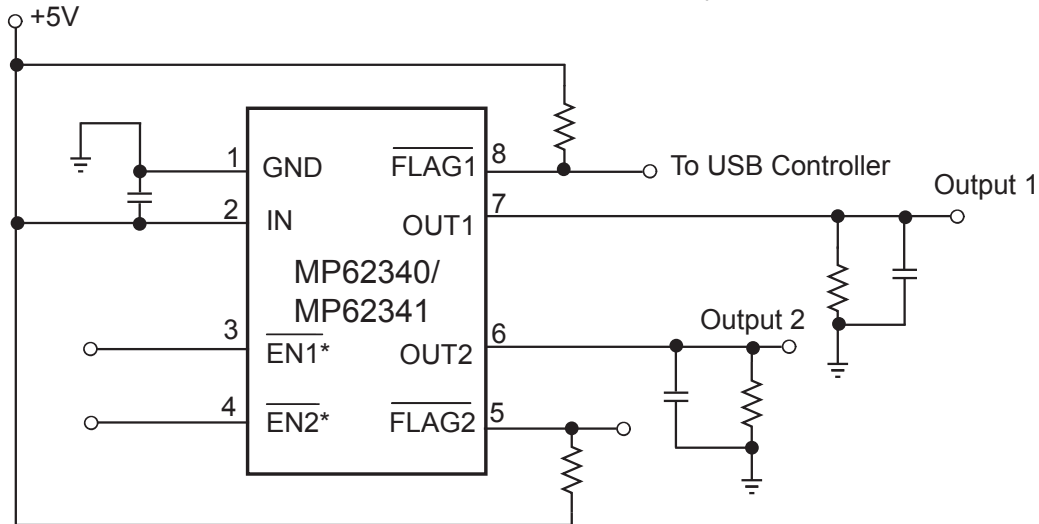 +5V
1
GND
2
IN
3
EN1*
4
EN2*
MP62340/
MP62341
FLAG1
8
To USB Controller
OUT1
7
Output 1
OUT2
6
Output 2
FLAG2
5